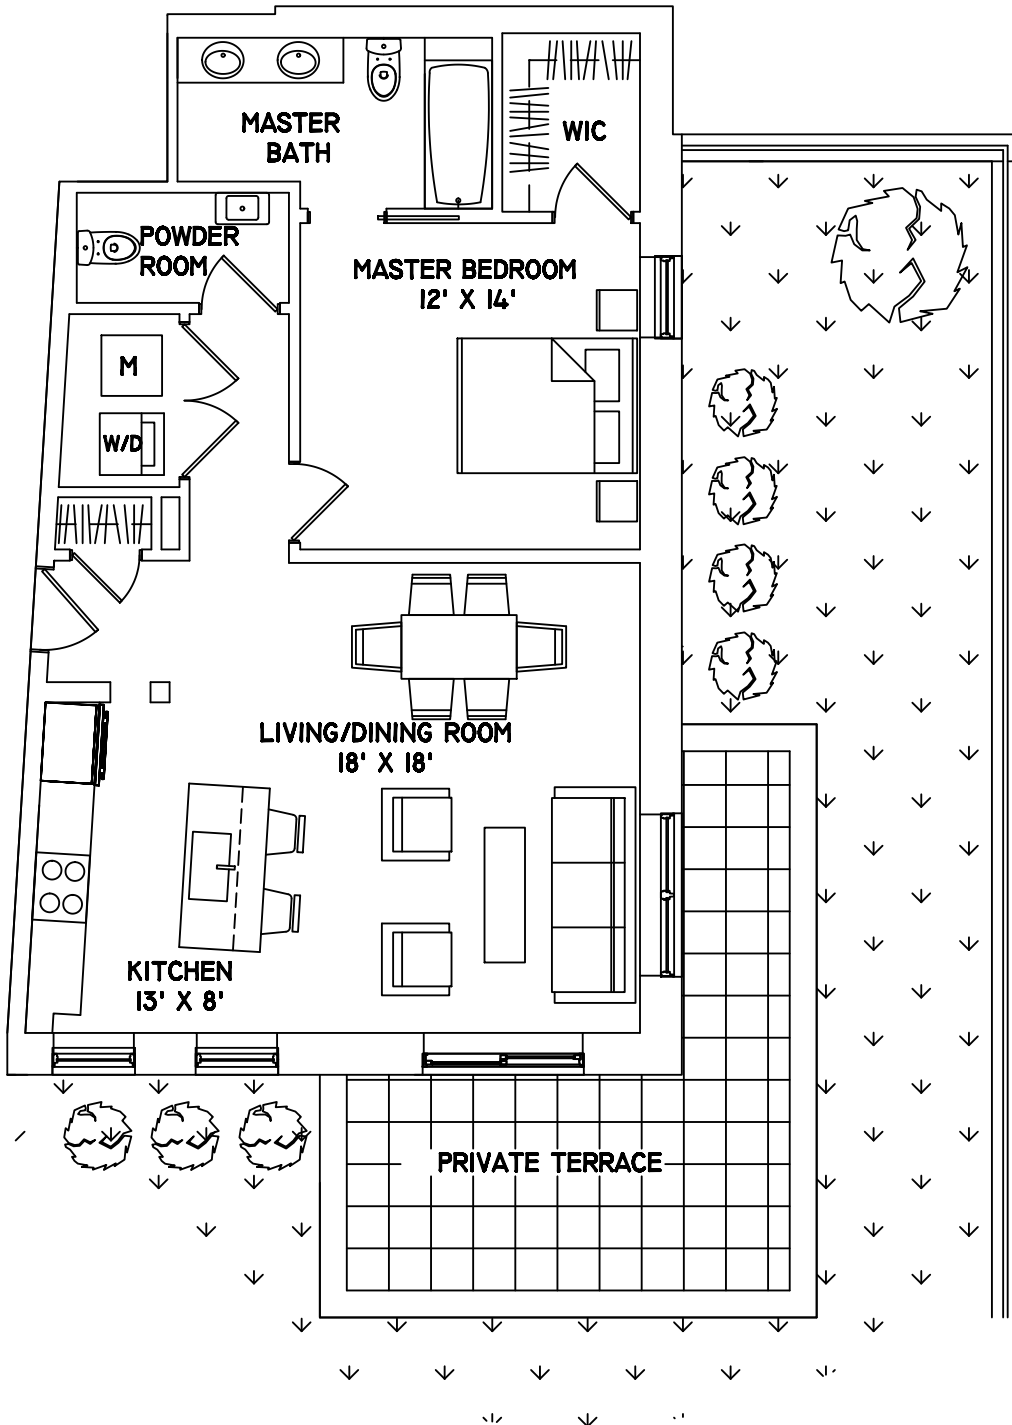 MASTER
BATH
WIC
POWDER
ROOM
MASTER BEDROOM
12' X 14'
M
W/D
LIVING/DINING ROOM
18' X 18'
KITCHEN
13' X 8'
PRIVATE TERRACE